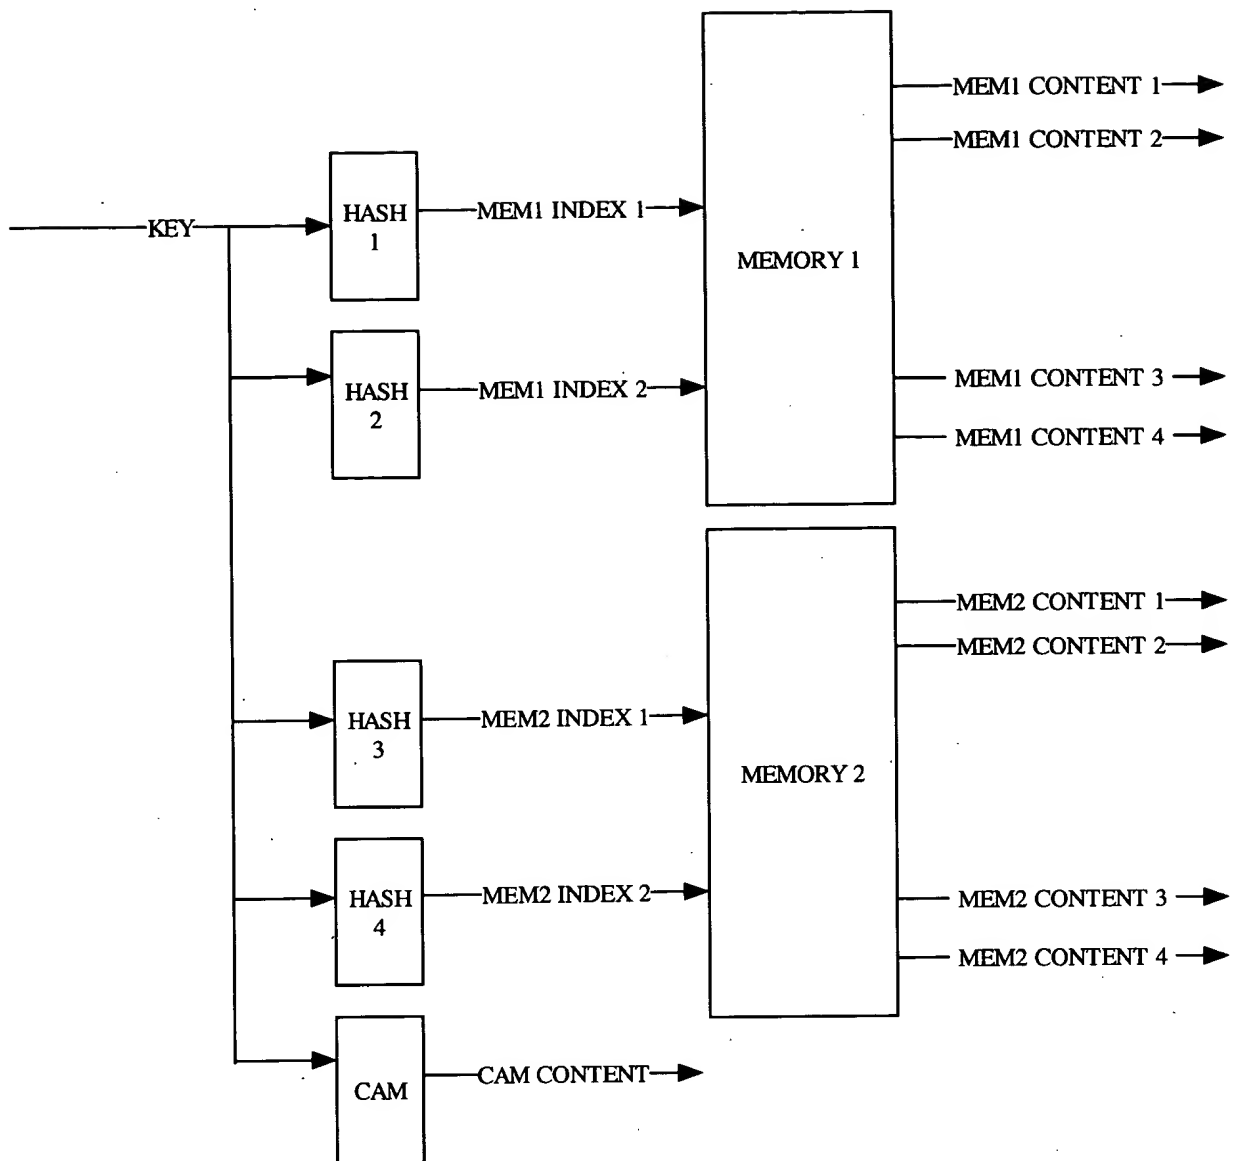 MEM1 CONTENT 1
MEM1 CONTENT 2
KEY
HASH
1
MEM1 INDEX 1
MEMORY 1
HASH
2
MEM1 INDEX 2
MEM1 CONTENT 3
MEM1 CONTENT 4
MEM2 CONTENT 1
MEM2 CONTENT 2
HASH
3
MEM2 INDEX 1
MEMORY 2
HASH
4
MEM2 INDEX 2
MEM2 CONTENT 3
MEM2 CONTENT 4
CAM
CAM CONTENT